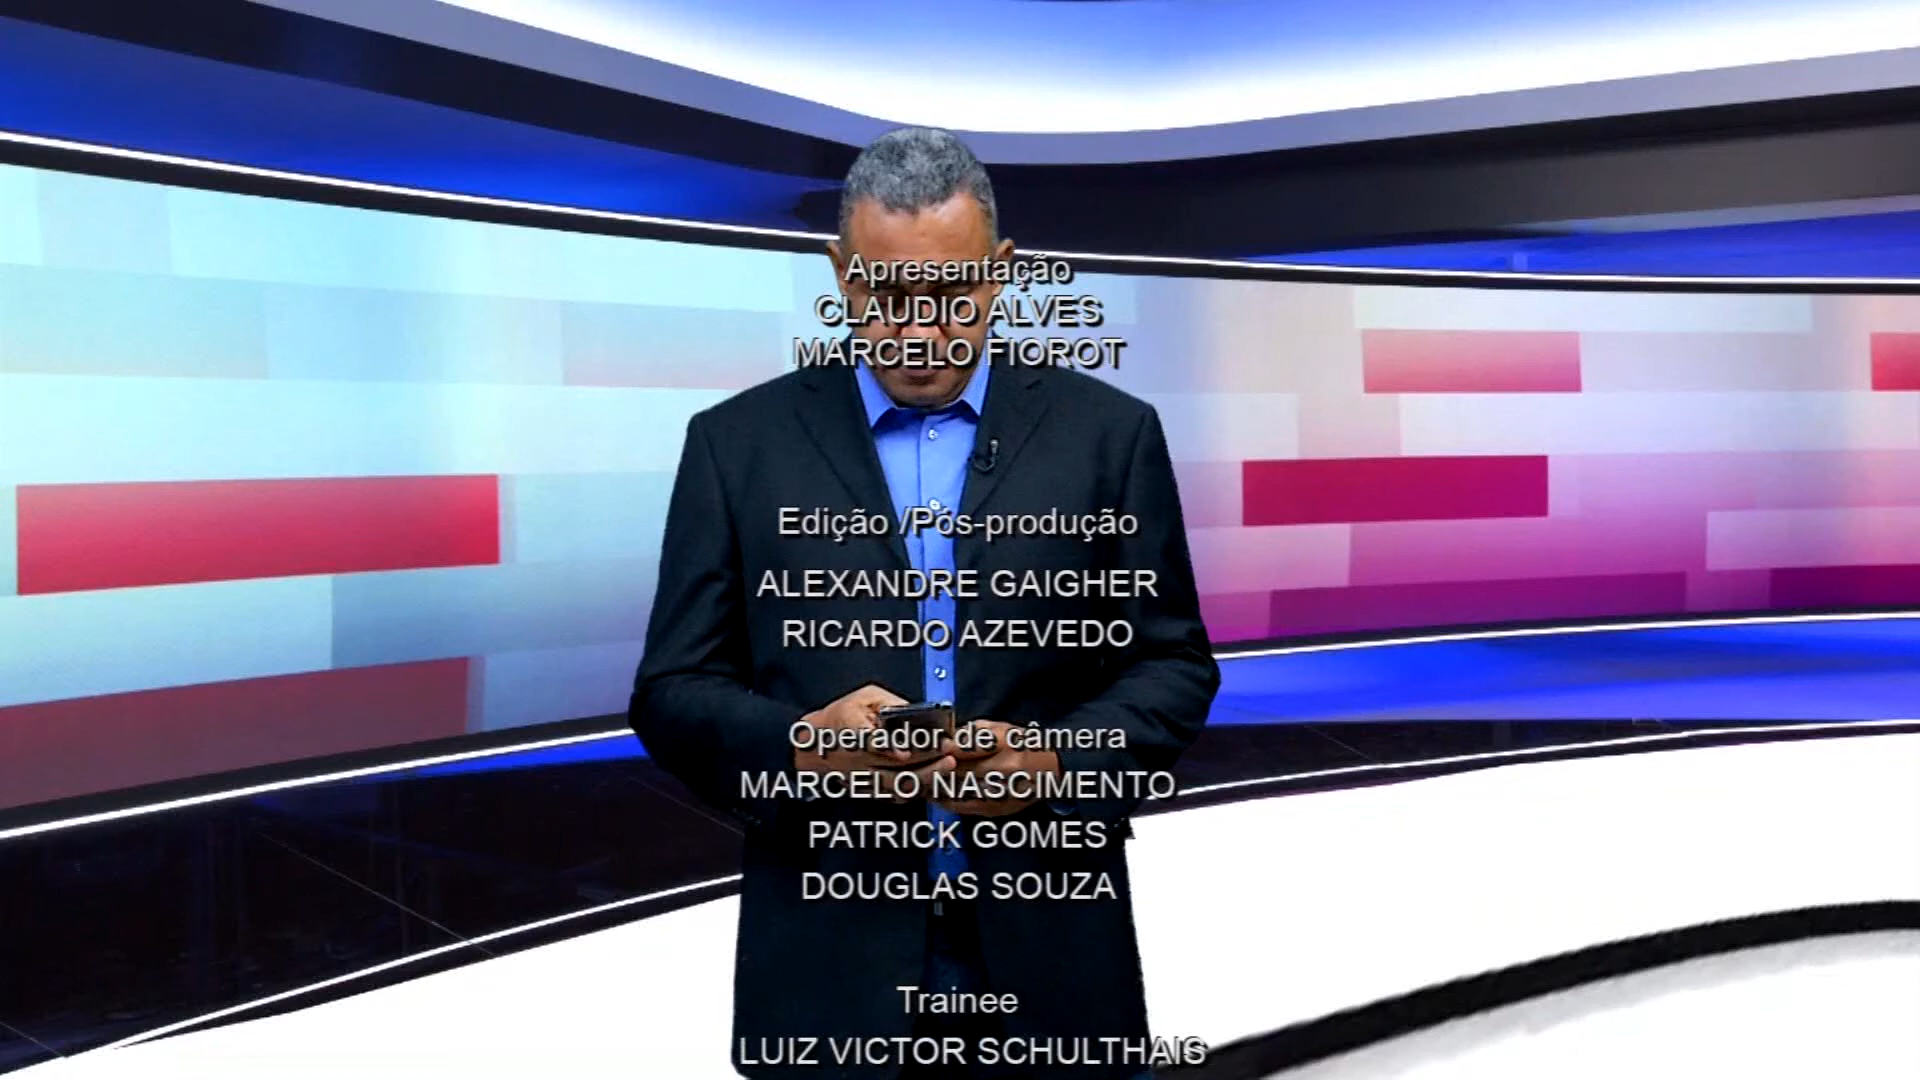 Apresentação
CLAUDIO ALVES
MARCELO FIOROT
Edição /Pós-produção
ALEXANDRE GAIGHER
RICARDO AZEVEDO
Operador de câmera
MARCELO NASCIMENTO
PATRICK GOMES
DOUGLAS SOUZA
Trainee
LUIZ VICTOR SCHULTHAIS